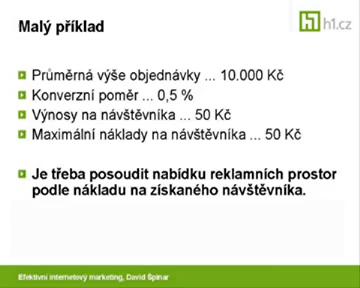 Malý příklad
h1.cz
Průměrná výše objednávky ... 10.000 Kč
Konverzní poměr ... 0,5 %
Výnosy na návštěvníka ... 50 Kč
Maximální náklady na návštěvníka ... 50 Kč
Je třeba posoudit nabídku reklamních prostor
podle nákladu na získaného návštěvníka.
Efektivní internetový marketing, David Špinar